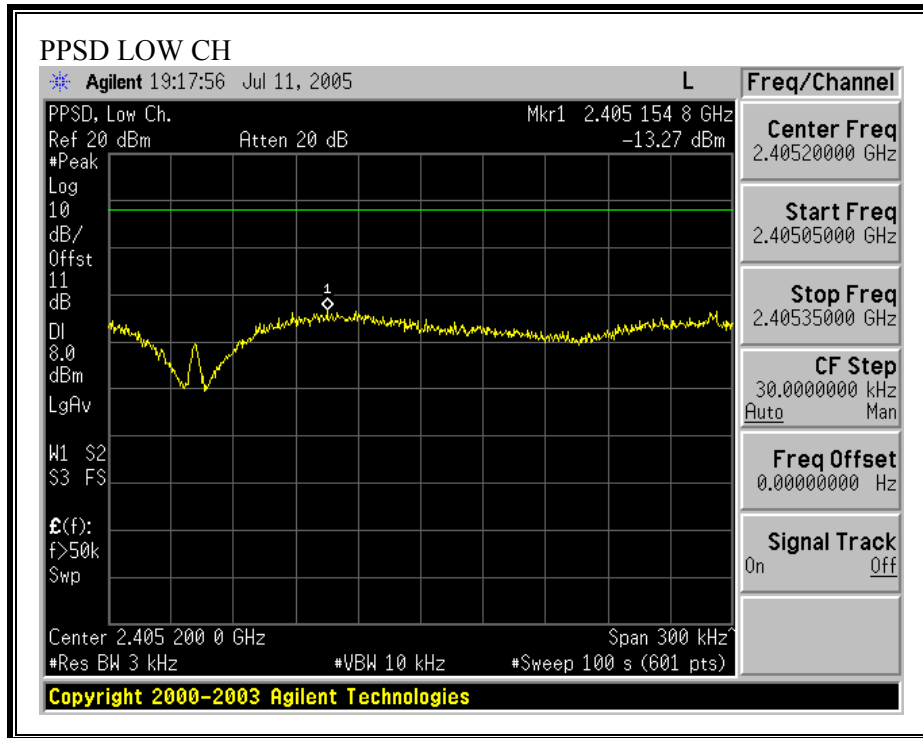 PPSD LOW CH
Agilent 19:17:56 Jul 11, 2005 L
Freq/Channel
PPSD, Low Ch. Mkr1 2.405 154 8 GHz
Ref 20 dBm Atten 20 dB -13.27 dBm
#Peak
Log
10
dB/
Offst
11
dB
DI
8.0
dBm
LgAv
W1 S2
S3 FS
£(f):
f>50k
Swp
1
Center 2.405 200 0 GHz Span 300 kHz^
#Res BW 3 kHz #VBW 10 kHz #Sweep 100 s (601 pts)
Center Freq
2.40520000 GHz
Start Freq
2.40505000 GHz
Stop Freq
2.40535000 GHz
CF Step
30.0000000 kHz
Auto Man
Freq Offset
0.00000000 Hz
Signal Track
On Off
Copyright 2000-2003 Agilent Technologies